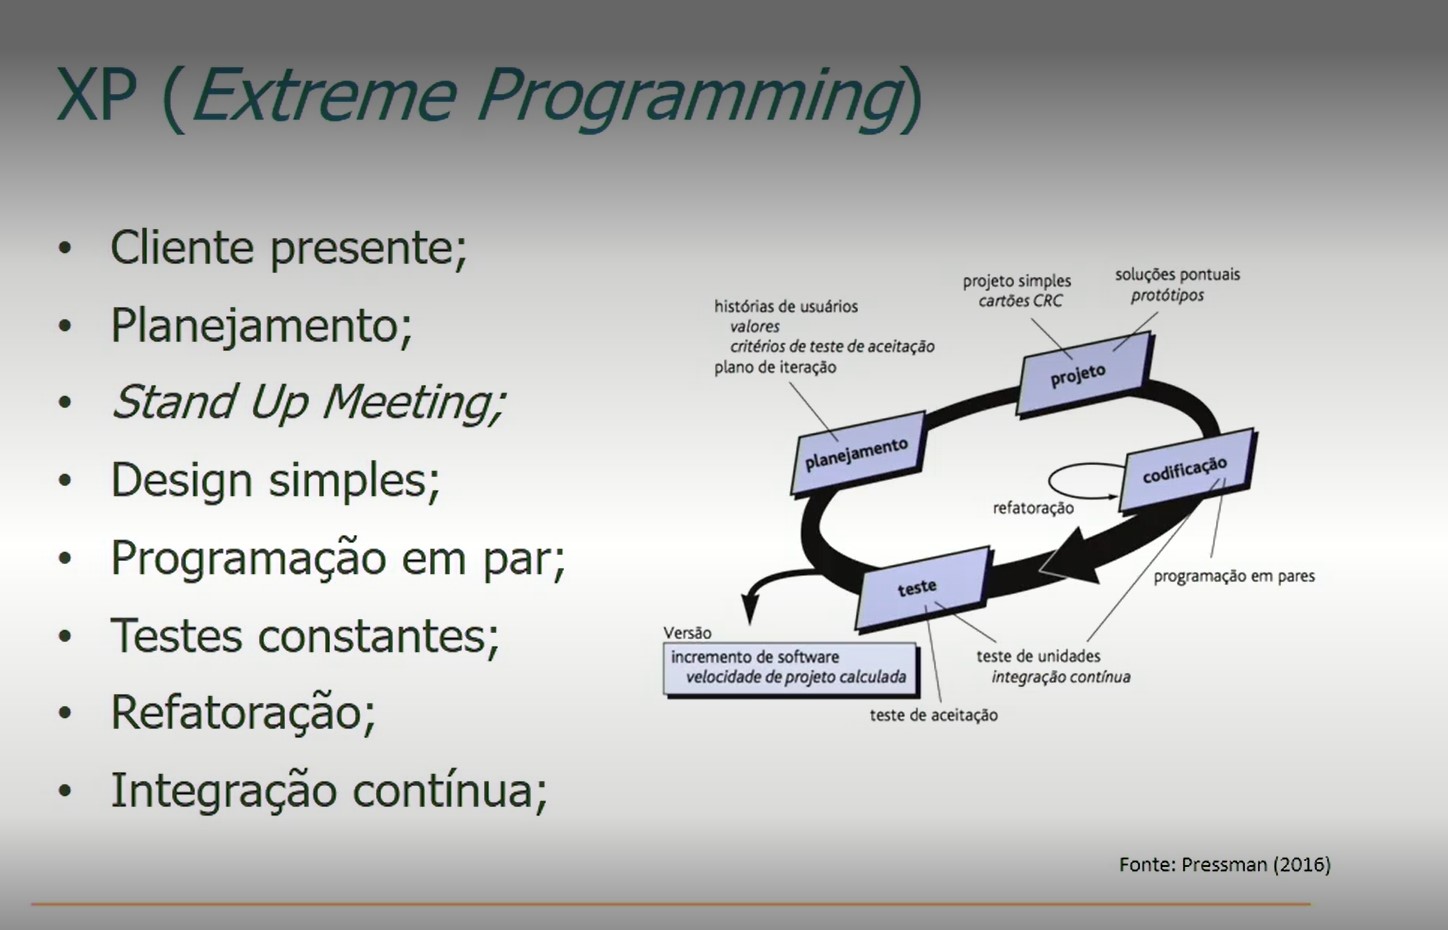 XP (Extreme Programming)
• Cliente presente;
• Planejamento;
• Stand Up Meeting;
• Design simples;
• Programação em par;
• Testes constantes;
• Refatoração;
• Integração contínua;
histórias de usuários
valores
critérios de teste de aceitação
plano de iteração
projeto simples
cartões CRC
soluções pontuais
protótipos
planejamento
projeto
codificação
refatoração
programação em pares
teste
teste de unidades
integração contínua
teste de aceitação
Versão
incremento de software
velocidade de projeto calculada
Fonte: Pressman (2016)